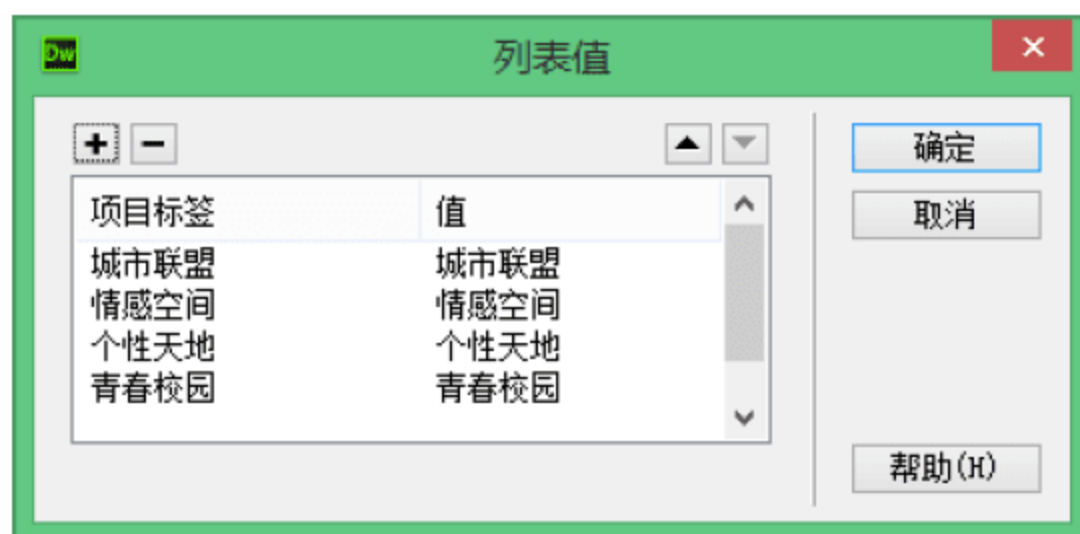 Dw
列表值
确定
取消
项目标签 值
城市联盟 城市联盟
情感空间 情感空间
个性天地 个性天地
青春校园 青春校园
帮助(H)